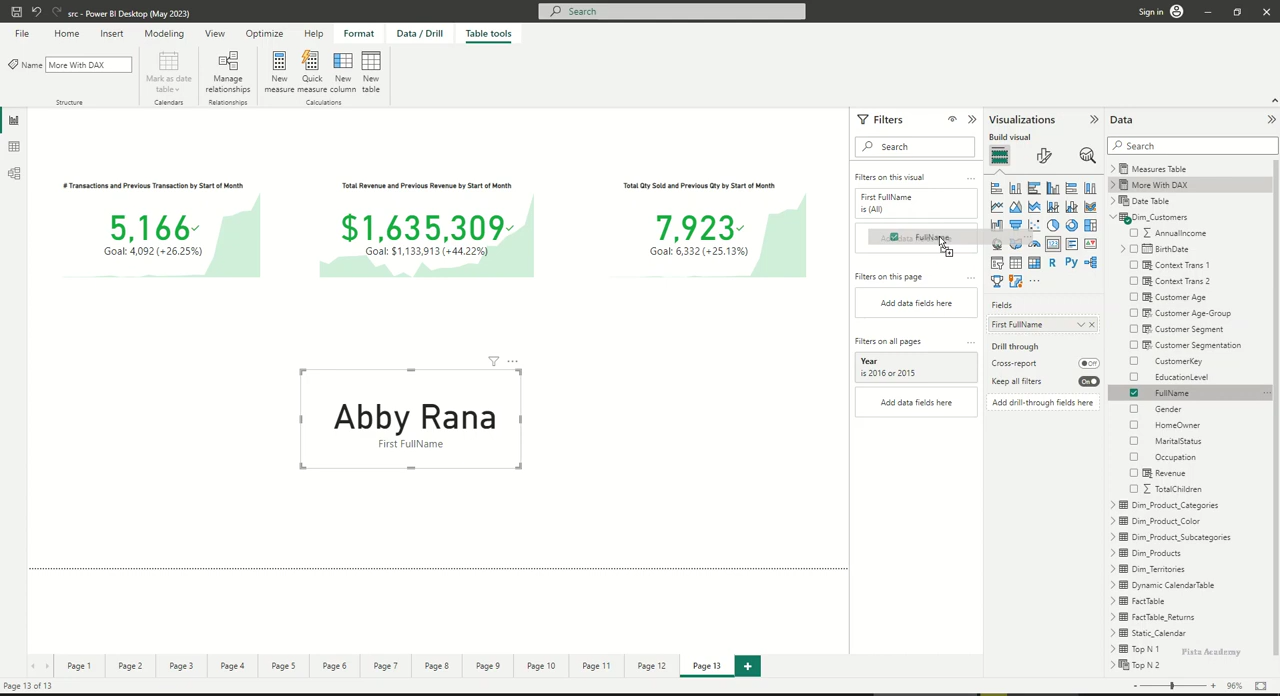 src - Power BI Desktop (May 2023)
Search
Sign in
File Home Insert Modeling View Optimize Help Format Data / Drill Table tools
Name More With DAX
Mark as date table
Manage relationships
New measure
Quick measure
New column
New table
Structure
Calendars
Relationships
Calculations
# Transactions and Previous Transaction by Start of Month
5,166
Goal: 4,092 (+26.25%)
Total Revenue and Previous Revenue by Start of Month
$1,635,309
Goal: $1,133,913 (+44.22%)
Total Qty Sold and Previous Qty by Start of Month
7,923
Goal: 6,332 (+25.13%)
Abby Rana
First FullName
Filters
Search
Filters on this visual
First FullName
is (All)
FullName
Filters on this page
Add data fields here
Filters on all pages
Year
is 2016 or 2015
Add data fields here
Visualizations
Build visual
R Py
123
Fields
First FullName
Drill through
Cross-report
Off
Keep all filters
On
Add drill-through fields here
Data
Search
Measures Table
More With DAX
Date Table
Dim_Customers
AnnualIncome
BirthDate
Context Trans 1
Context Trans 2
Customer Age
Customer Age-Group
Customer Segment
Customer Segmentation
CustomerKey
EducationLevel
FullName
Gender
HomeOwner
MaritalStatus
Occupation
Revenue
TotalChildren
Dim_Product_Categories
Dim_Product_Color
Dim_Product_Subcategories
Dim_Products
Dim_Territories
Dynamic CalendarTable
FactTable
FactTable_Returns
Static_Calendar
Top N 1
Top N 2
Pista Academy
Page 1 Page 2 Page 3 Page 4 Page 5 Page 6 Page 7 Page 8 Page 9 Page 10 Page 11 Page 12 Page 13
Page 13 of 13
96%